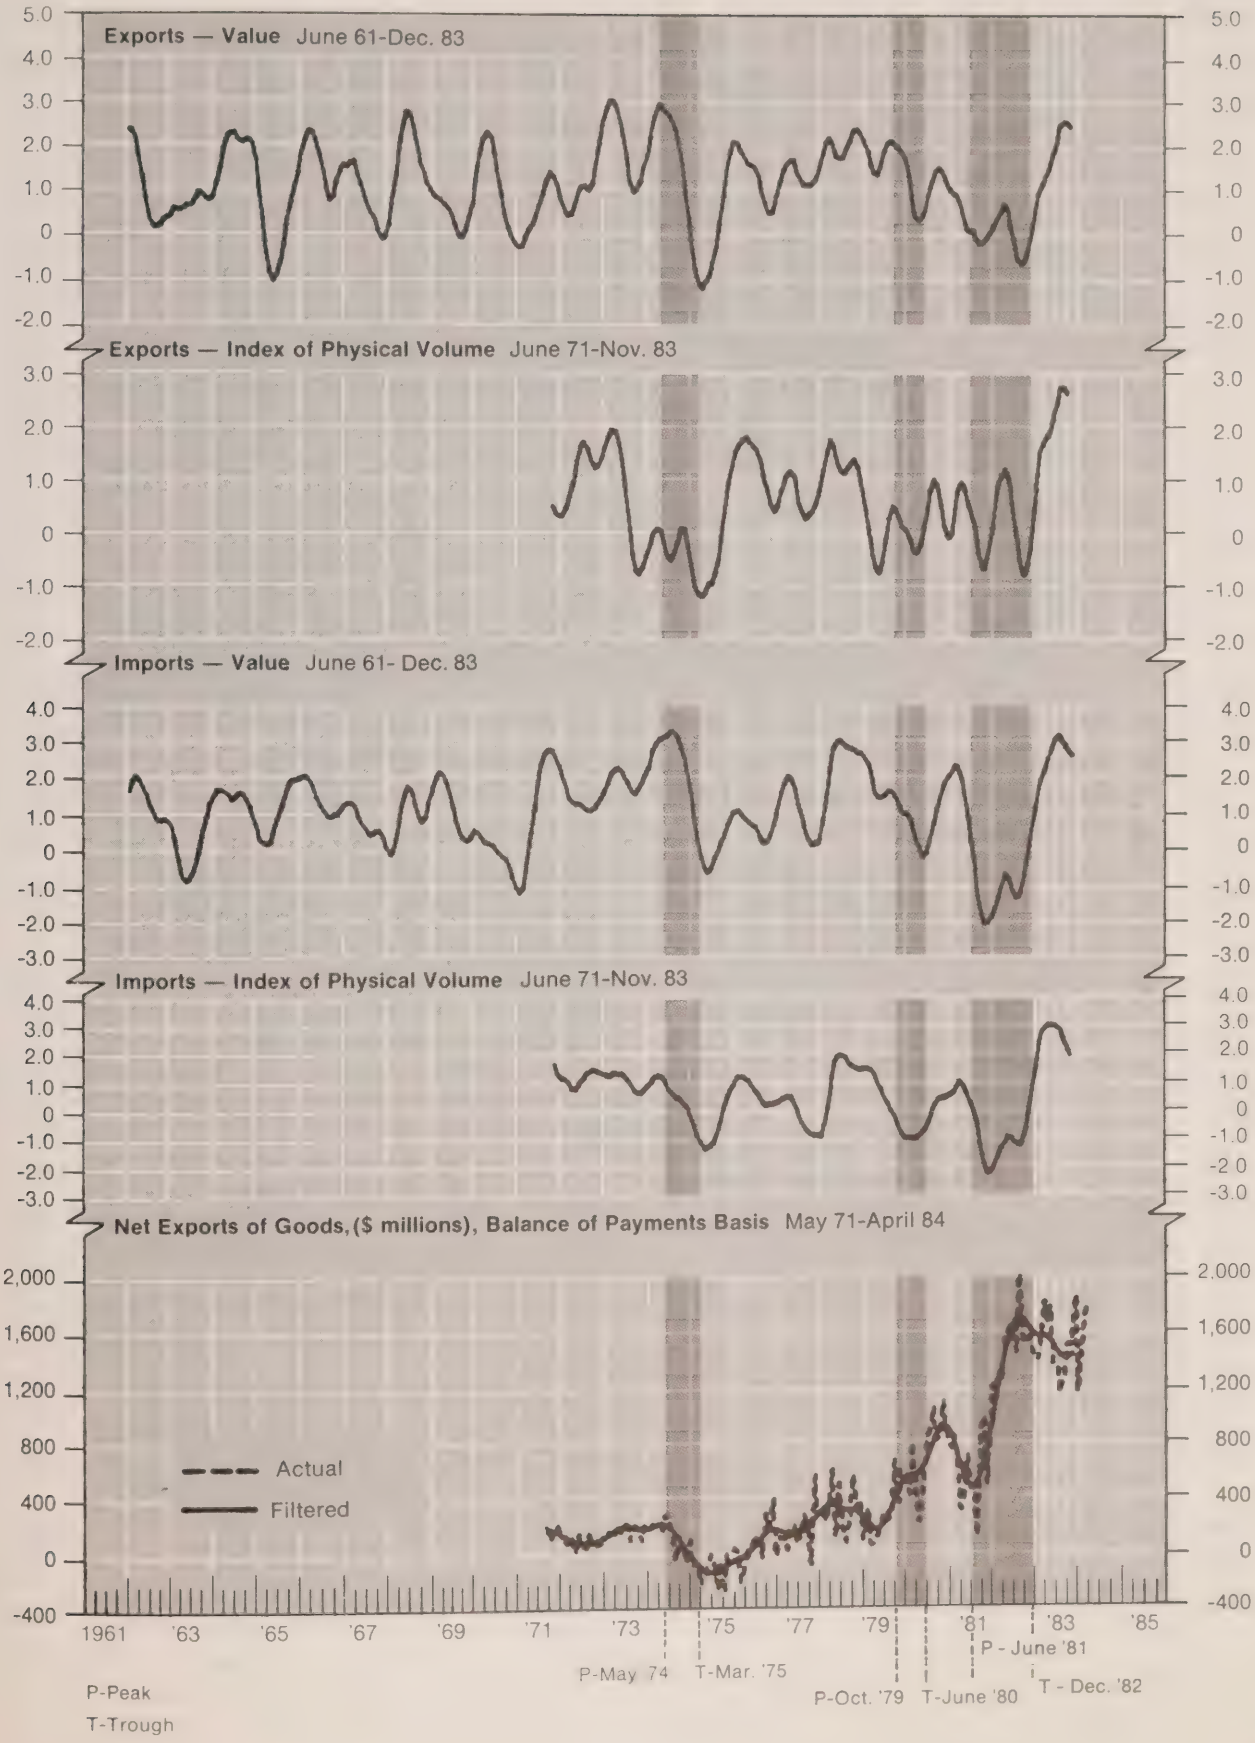 Exports — Value June 61-Dec. 83
5.0 5.0
4.0 4.0
3.0 3.0
2.0 2.0
1.0 1.0
0 0
-1.0 -1.0
-2.0 -2.0
Exports — Index of Physical Volume June 71-Nov. 83
3.0 3.0
2.0 2.0
1.0 1.0
0 0
-1.0 -1.0
-2.0 -2.0
Imports — Value June 61- Dec. 83
4.0 4.0
3.0 3.0
2.0 2.0
1.0 1.0
0 0
-1.0 -1.0
-2.0 -2.0
-3.0 -3.0
Imports — Index of Physical Volume June 71-Nov. 83
4.0 4.0
3.0 3.0
2.0 2.0
1.0 1.0
0 0
-1.0 -1.0
-2.0 -2.0
-3.0 -3.0
Net Exports of Goods, ($ millions), Balance of Payments Basis May 71-April 84
2,000 2,000
1,600 1,600
1,200 1,200
800 800
Actual
400 400
Filtered
0 0
-400 -400
1961 '63 '65 '67 '69 '71 '73 '75 '77 '79 '81 '83 '85
P - June '81
P-May 74 T-Mar. '75
P-Oct. '79 T-June '80 T - Dec. '82
P-Peak
T-Trough